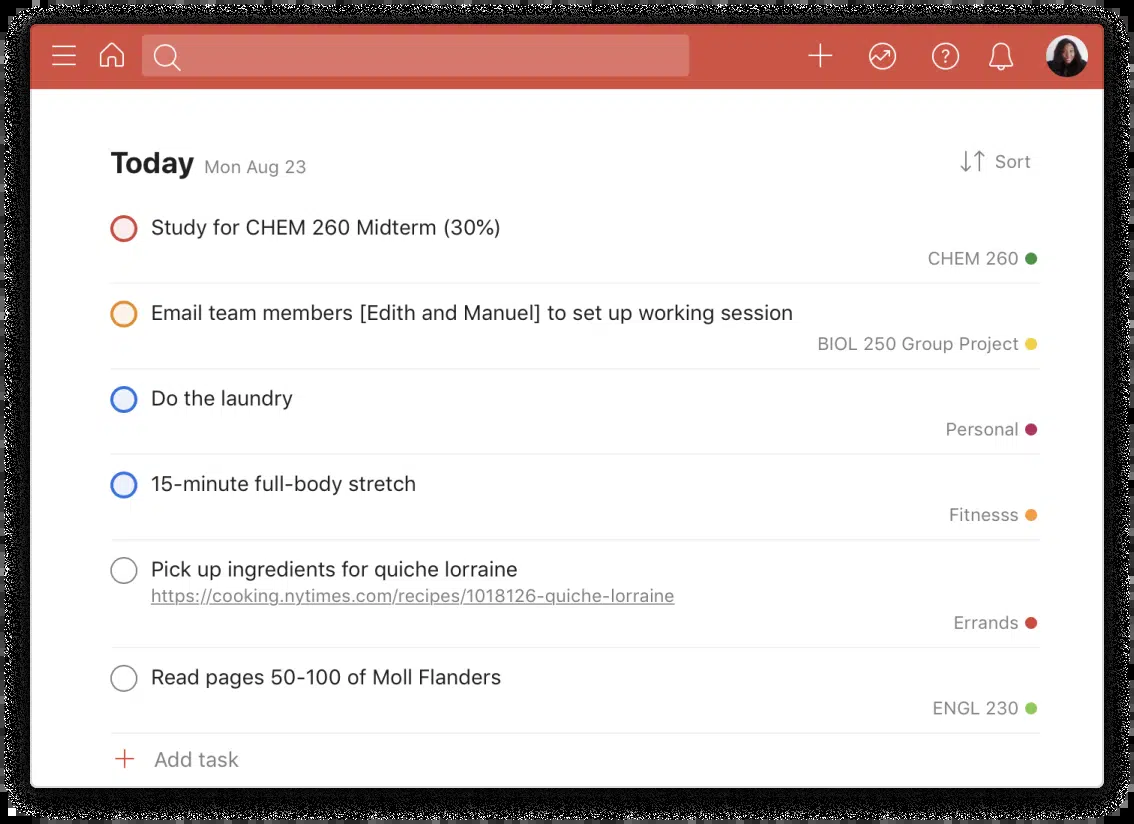 Today Mon Aug 23
Sort
Study for CHEM 260 Midterm (30%)
CHEM 260
Email team members [Edith and Manuel] to set up working session
BIOL 250 Group Project
Do the laundry
Personal
15-minute full-body stretch
Fitnesss
Pick up ingredients for quiche lorraine
https://cooking.nytimes.com/recipes/1018126-quiche-lorraine
Errands
Read pages 50-100 of Moll Flanders
ENGL 230
Add task